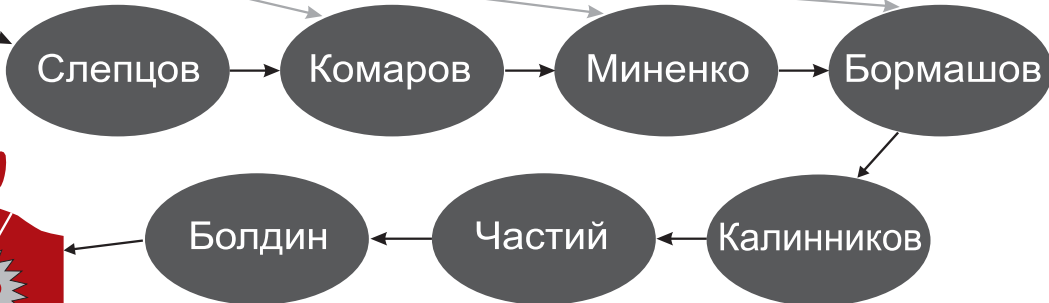 Слепцов
Комаров
Миненко
Бормашов
Болдин
Частий
Калинников